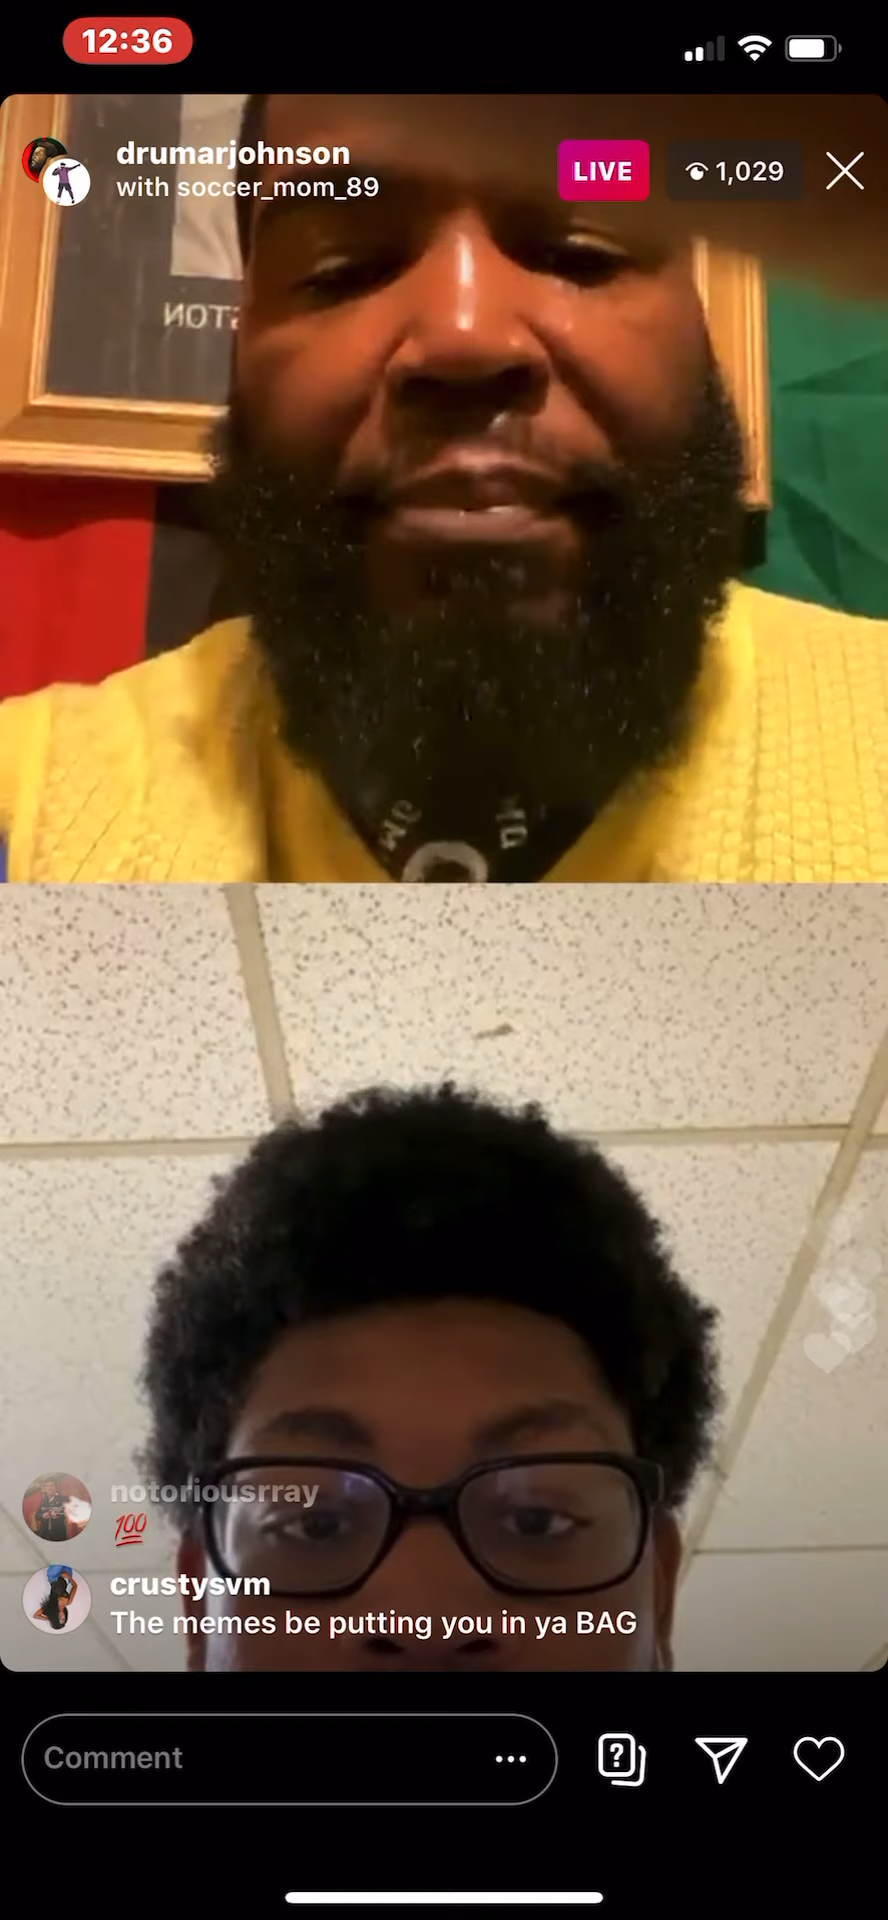 12:36
drumarjohnson
with soccer_mom_89
LIVE
1,029
notoriousrray
💯
crustysvm
The memes be putting you in ya BAG
Comment